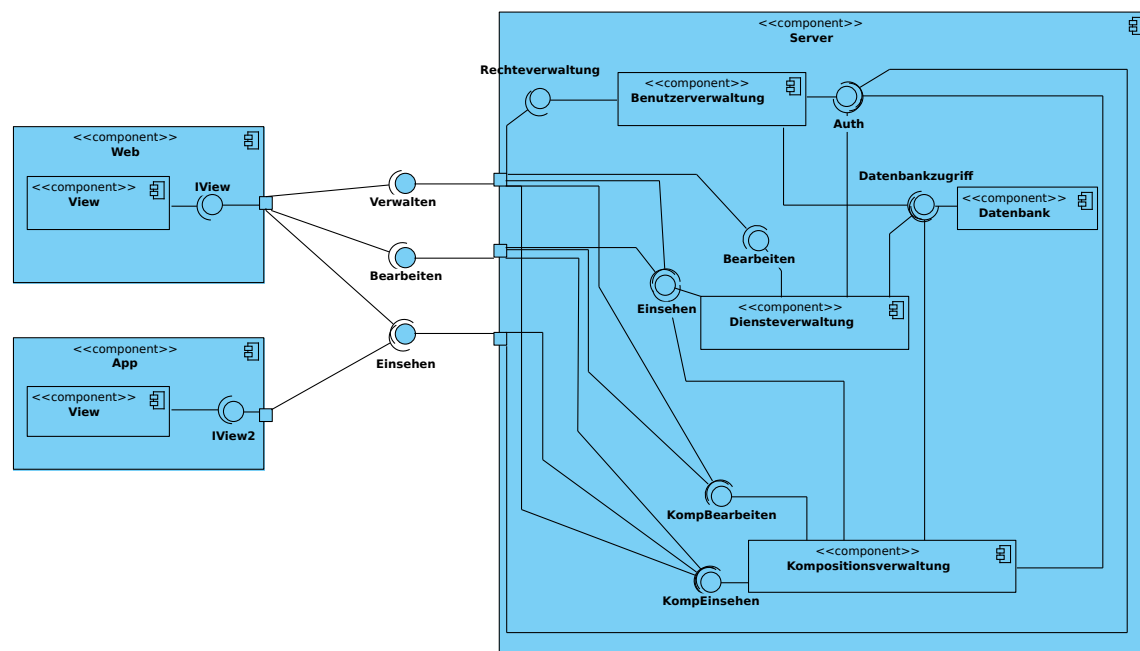 <<component>>
Server
Rechteverwaltung
<<component>>
Benutzerverwaltung
Auth
<<component>>
Web
<<component>>
View
IView
Verwalten
Datenbankzugriff
<<component>>
Datenbank
Bearbeiten
Bearbeiten
Einsehen
<<component>>
Diensteverwaltung
Einsehen
<<component>>
App
<<component>>
View
IView2
KompBearbeiten
<<component>>
Kompositionsverwaltung
KompEinsehen